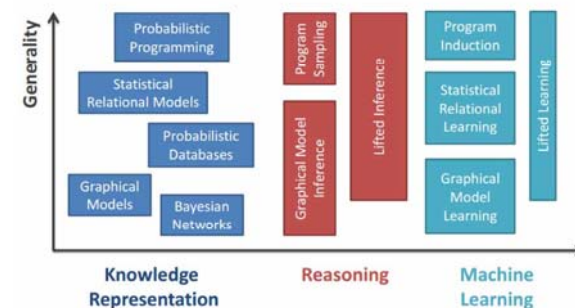 Generality
Probabilistic
Programming
Statistical
Relational Models
Probabilistic
Databases
Graphical
Models
Bayesian
Networks
Program
Sampling
Graphical Model
Inference
Lifted Inference
Program
Induction
Statistical
Relational
Learning
Graphical
Model
Learning
Lifted Learning
Knowledge
Representation
Reasoning
Machine
Learning